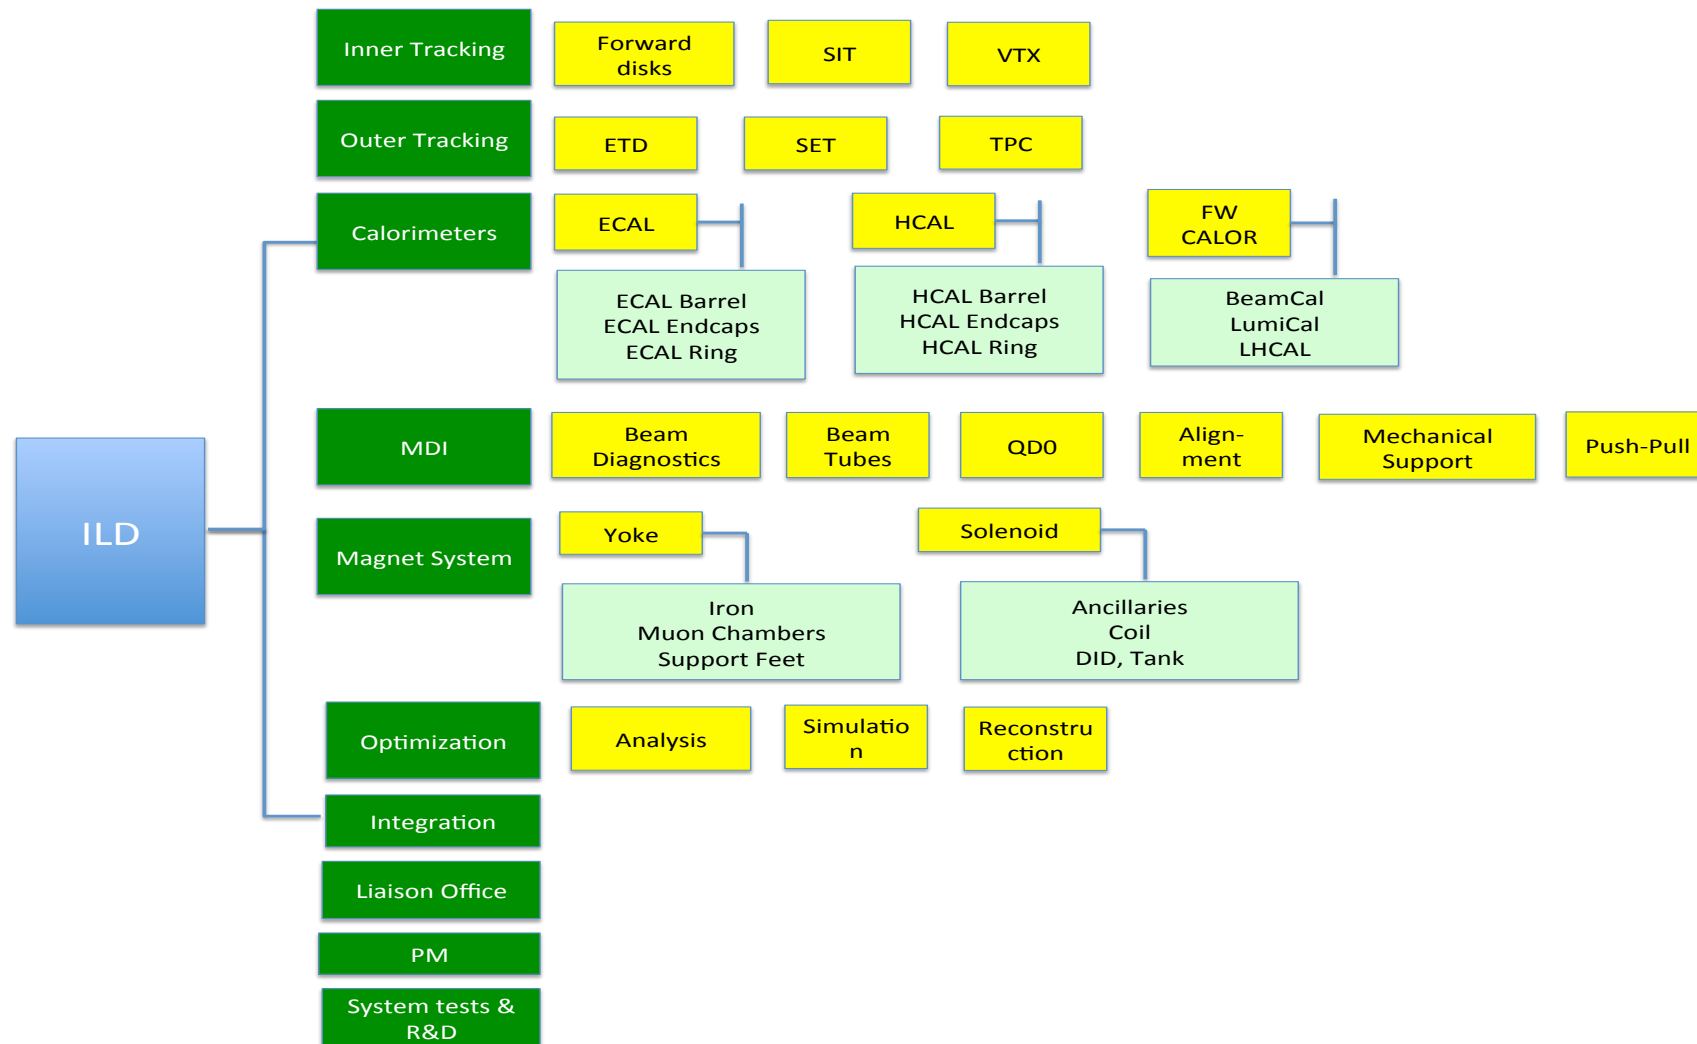 Inner Tracking
Forward
disks
SIT
VTX
Outer Tracking
ETD
SET
TPC
Calorimeters
ECAL
HCAL
FW
CALOR
ECAL Barrel
ECAL Endcaps
ECAL Ring
HCAL Barrel
HCAL Endcaps
HCAL Ring
BeamCal
LumiCal
LHCAL
ILD
MDI
Beam
Diagnostics
Beam
Tubes
QD0
Align-
ment
Mechanical
Support
Push-Pull
Magnet System
Yoke
Solenoid
Iron
Muon Chambers
Support Feet
Ancillaries
Coil
DID, Tank
Optimization
Analysis
Simulatio
n
Reconstru
ction
Integration
Liaison Office
PM
System tests &
R&D